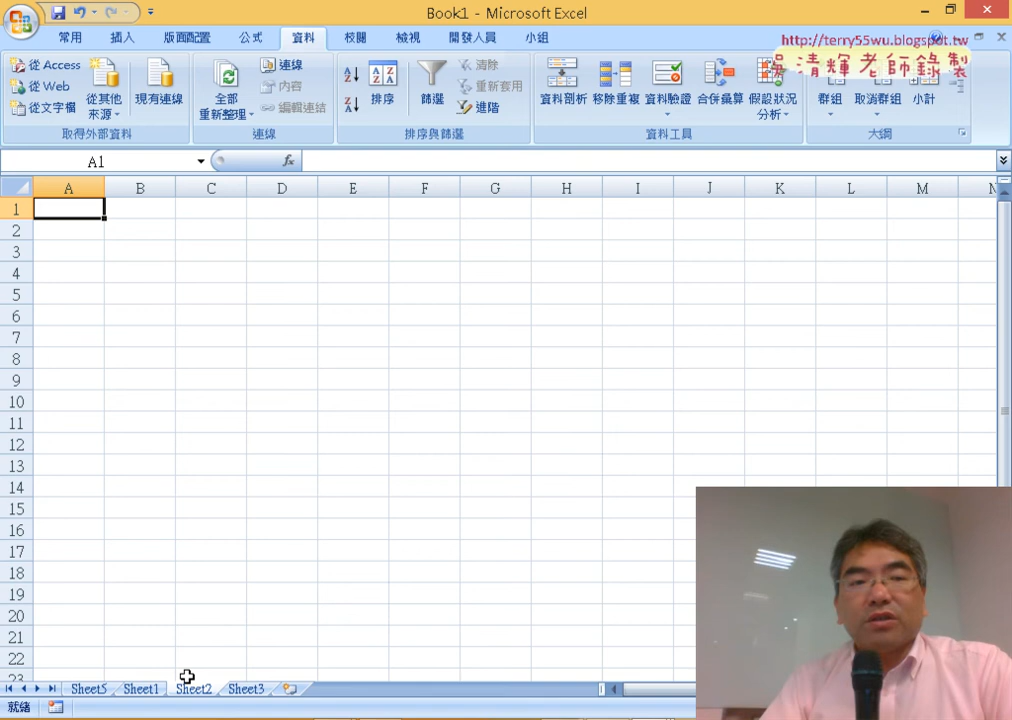 Book1 - Microsoft Excel
常用 插入 版面配置 公式 資料 校閱 檢視 開發人員 小組
http://terry55wu.blogspot.tw
吳清輝老師錄製
從 Access
從 Web
從文字檔
從其他
來源
現有連線
取得外部資料
全部
重新整理
連線
內容
編輯連結
連線
排序
篩選
清除
重新套用
進階
排序與篩選
資料剖析
移除重複
資料驗證
合併彙算
假設狀況
分析
資料工具
群組
取消群組
小計
大綱
A1
fx
A B C D E F G H I J K L M N
1
2
3
4
5
6
7
8
9
10
11
12
13
14
15
16
17
18
19
20
21
22
23
Sheet5 Sheet1 Sheet2 Sheet3
就緒